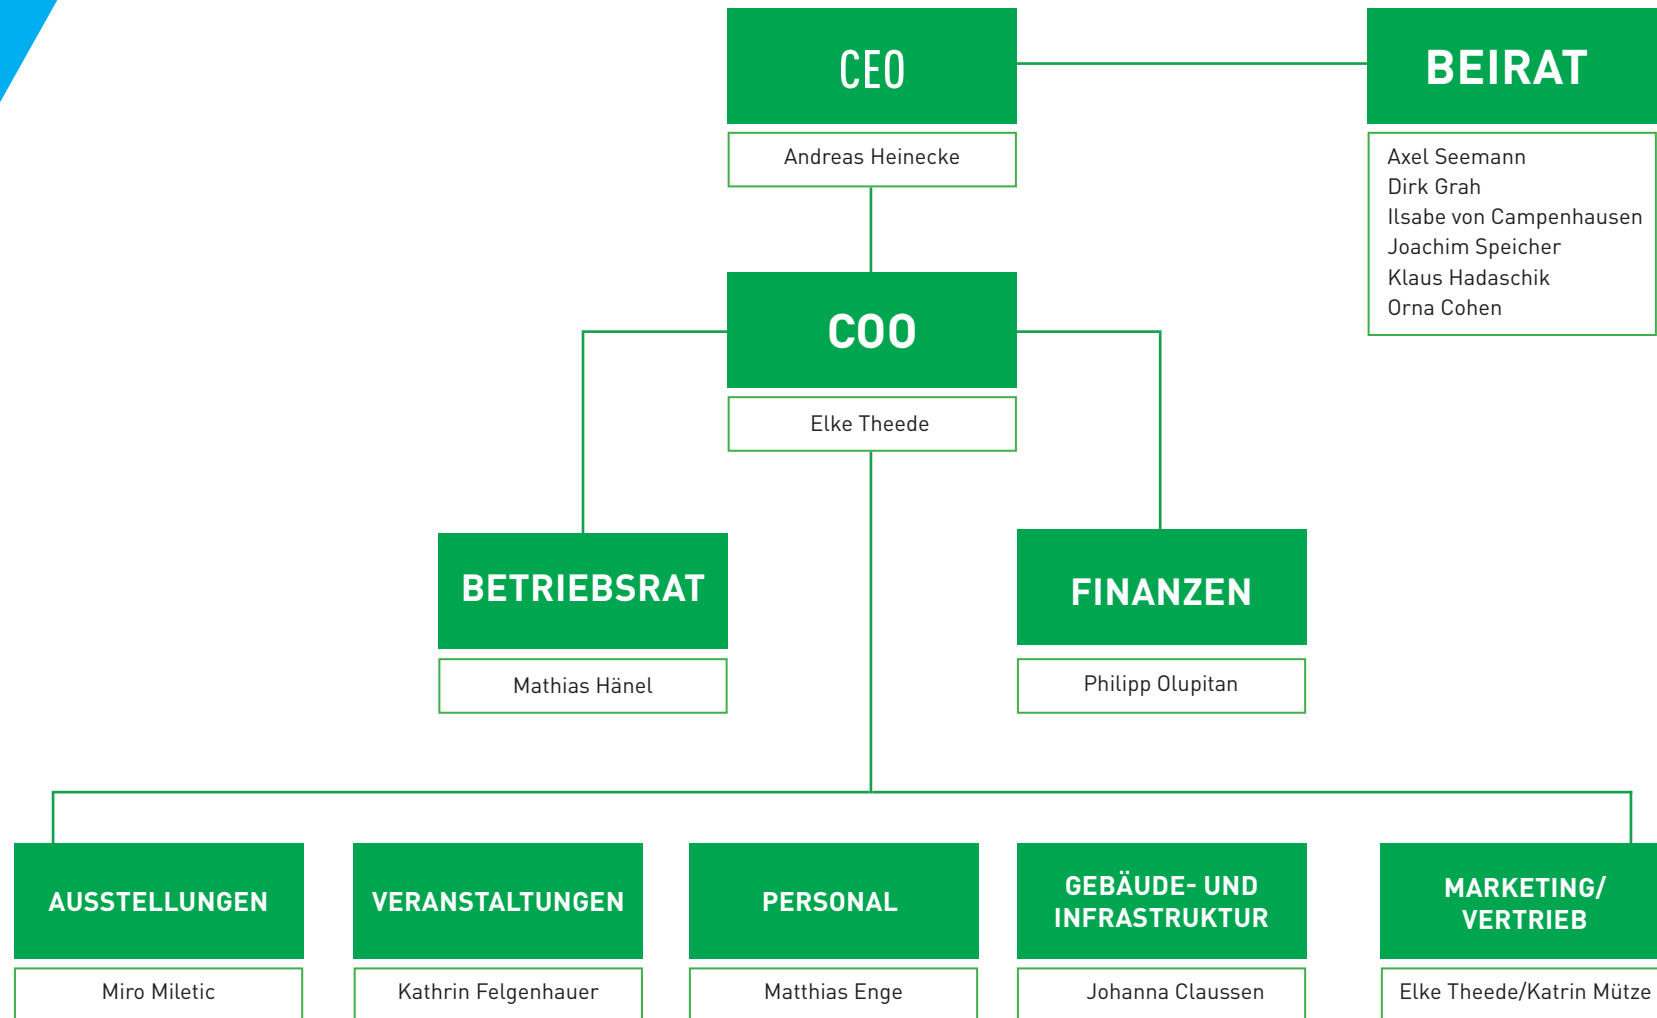 CEO
BEIRAT
Andreas Heinecke
Axel Seemann
Dirk Grah
Ilsabe von Campenhausen
Joachim Speicher
Klaus Hadaschik
Orna Cohen
COO
Elke Theede
BETRIEBSRAT
FINANZEN
Mathias Hänel
Philipp Olupitan
AUSSTELLUNGEN
VERANSTALTUNGEN
PERSONAL
GEBÄUDE- UND
INFRASTRUKTUR
MARKETING/
VERTRIEB
Miro Miletic
Kathrin Felgenhauer
Matthias Enge
Johanna Claussen
Elke Theede/Katrin Mütze